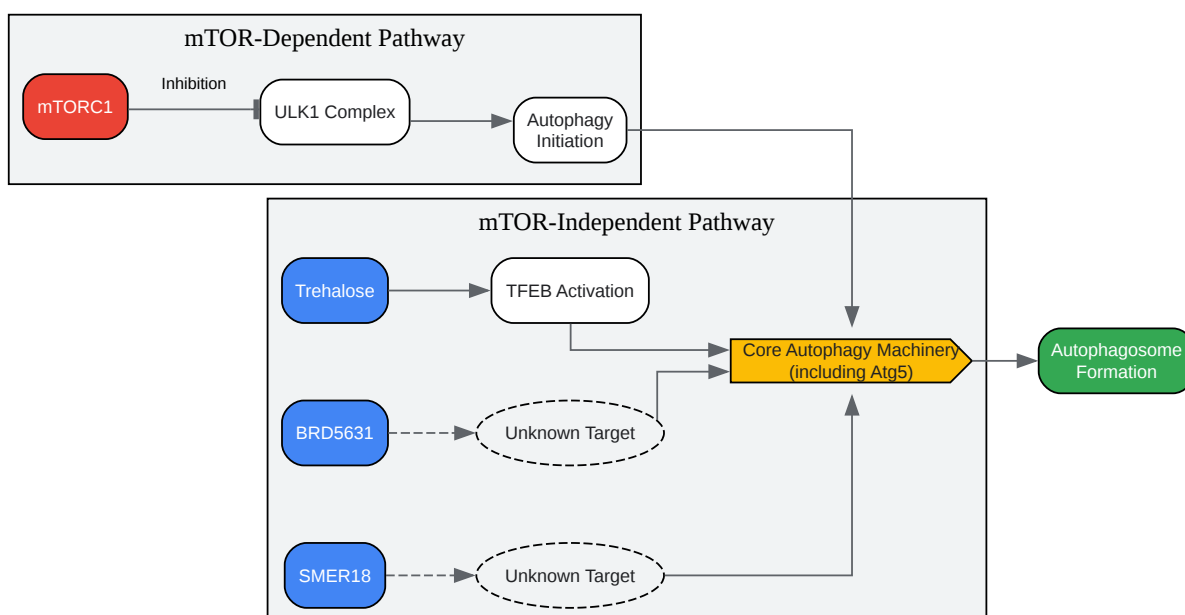 mTOR-Dependent Pathway
mTORC1
Inhibition
ULK1 Complex
Autophagy
Initiation
mTOR-Independent Pathway
Trehalose
TFEB Activation
Core Autophagy Machinery
(including Atg5)
Autophagosome
Formation
BRD5631
Unknown Target
SMER18
Unknown Target